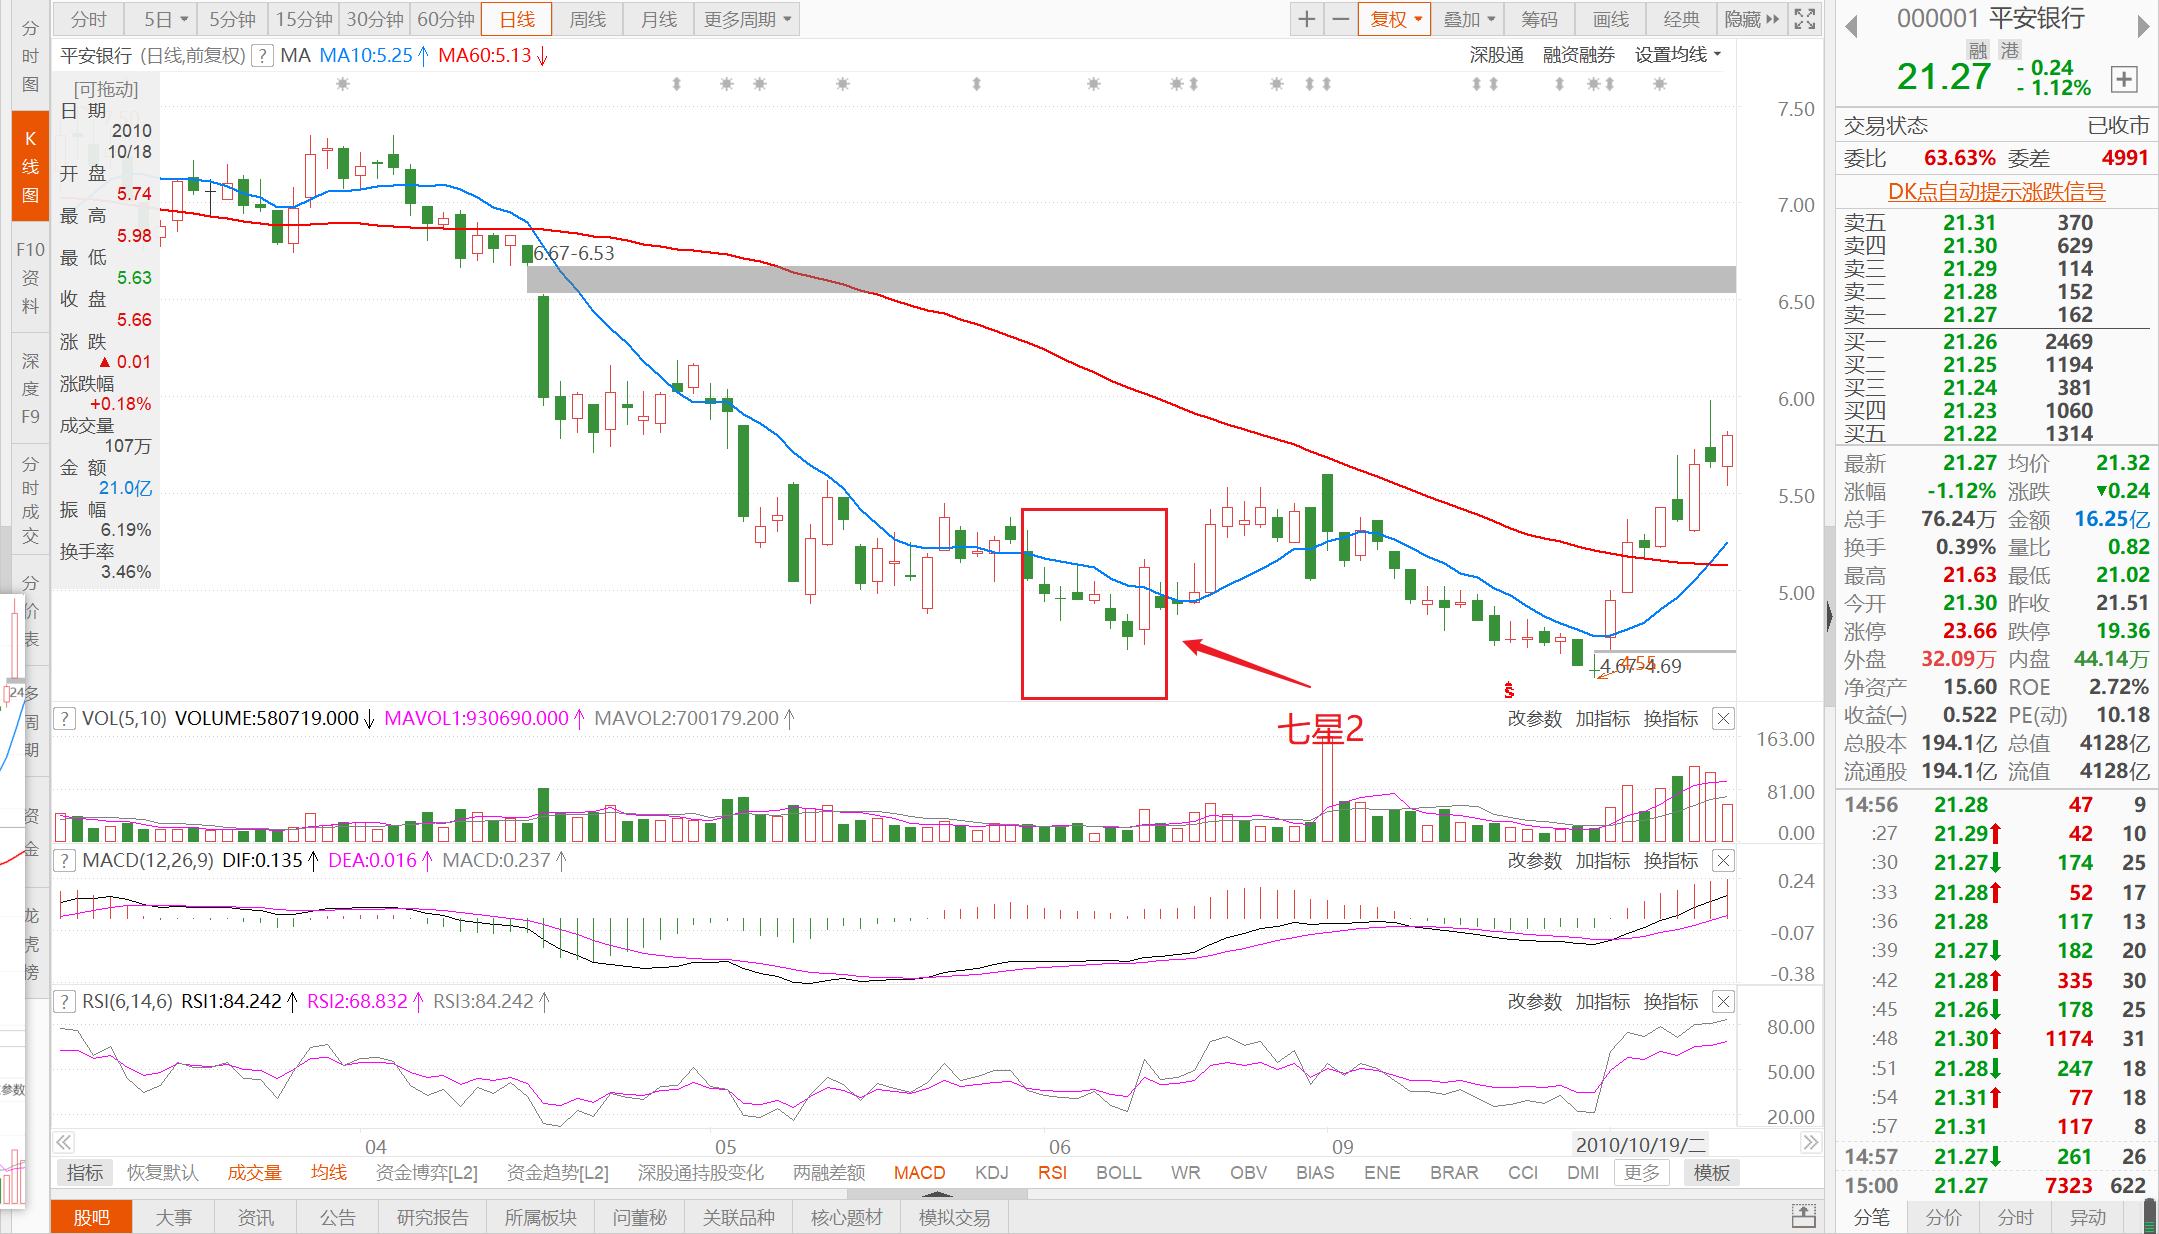 分时 5日 5分钟 15分钟 30分钟 60分钟 日线 周线 月线 更多周期 复权 叠加 筹码 画线 经典 隐藏
平安银行 (日线,前复权) ? MA MA10:5.25 MA60:5.13 深股通 融资融券 设置均线
分时图
K线图
F10资料
深度F9
分时成交
分价表
多周期
资金
龙虎榜
24
参数
[可拖动]
日 期
2010
10/18
开 盘
5.74
最 高
5.98
最 低
5.63
收 盘
5.66
涨 跌
▲ 0.01
涨跌幅
+0.18%
成交量
107万
金 额
21.0亿
振 幅
6.19%
换手率
3.46%
7.50
7.00
6.50
6.00
5.50
5.00
6.67-6.53
4.67-4.69
4.55
七星2
? VOL(5,10) VOLUME:580719.000 MAVOL1:930690.000 MAVOL2:700179.200 改参数 加指标 换指标
163.00
81.00
0.00
? MACD(12,26,9) DIF:0.135 DEA:0.016 MACD:0.237 改参数 加指标 换指标
0.24
-0.07
-0.38
? RSI(6,14,6) RSI1:84.242 RSI2:68.832 RSI3:84.242 改参数 加指标 换指标
80.00
50.00
20.00
04 05 06 09 2010/10/19/二
指标 恢复默认 成交量 均线 资金博弈[L2] 资金趋势[L2] 深股通持股变化 两融差额 MACD KDJ RSI BOLL WR OBV BIAS ENE BRAR CCI DMI 更多 模板
股吧 大事 资讯 公告 研究报告 所属板块 问董秘 关联品种 核心题材 模拟交易
000001 平安银行
融 港
21.27 - 0.24
- 1.12%
交易状态 已收市
委比 63.63% 委差 4991
DK点自动提示涨跌信号
卖五 21.31 370
卖四 21.30 629
卖三 21.29 114
卖二 21.28 152
卖一 21.27 162
买一 21.26 2469
买二 21.25 1194
买三 21.24 381
买四 21.23 1060
买五 21.22 1314
最新 21.27 均价 21.32
涨幅 -1.12% 涨跌 ▼0.24
总手 76.24万 金额 16.25亿
换手 0.39% 量比 0.82
最高 21.63 最低 21.02
今开 21.30 昨收 21.51
涨停 23.66 跌停 19.36
外盘 32.09万 内盘 44.14万
净资产 15.60 ROE 2.72%
收益(一) 0.522 PE(动) 10.18
总股本 194.1亿 总值 4128亿
流通股 194.1亿 流值 4128亿
14:56 21.28 47 9
:27 21.29 42 10
:30 21.27 174 25
:33 21.28 52 17
:36 21.28 117 13
:39 21.27 182 20
:42 21.28 335 30
:45 21.26 178 25
:48 21.30 1174 31
:51 21.28 247 18
:54 21.31 77 18
:57 21.31 117 8
14:57 21.27 261 26
15:00 21.27 7323 622
分笔 分价 分时 异动